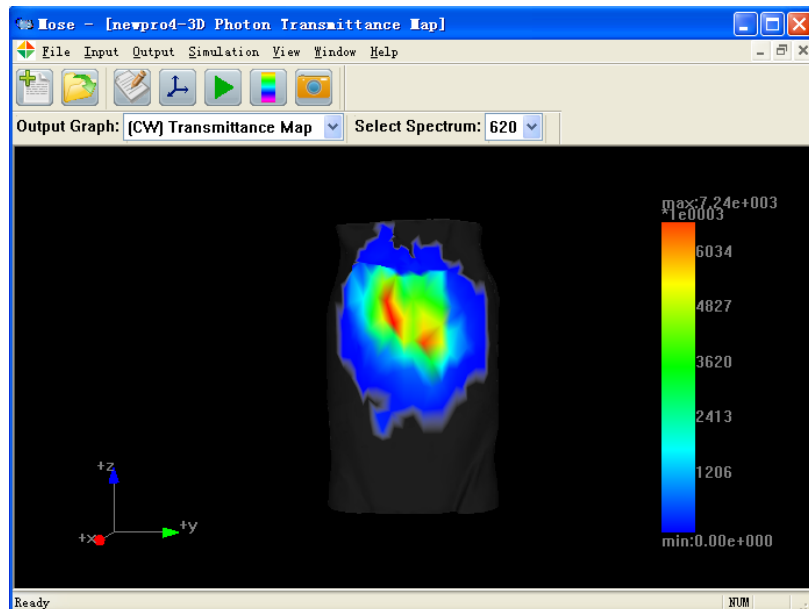 Mose - [newpro4-3D Photon Transmittance Map]
File Input Output Simulation View Window Help
Output Graph: (CW) Transmittance Map Select Spectrum: 620
max:7.24e+003
*1e0003
6034
4827
3620
2413
1206
min:0.00e+000
+z
+y
+x
Ready NUM